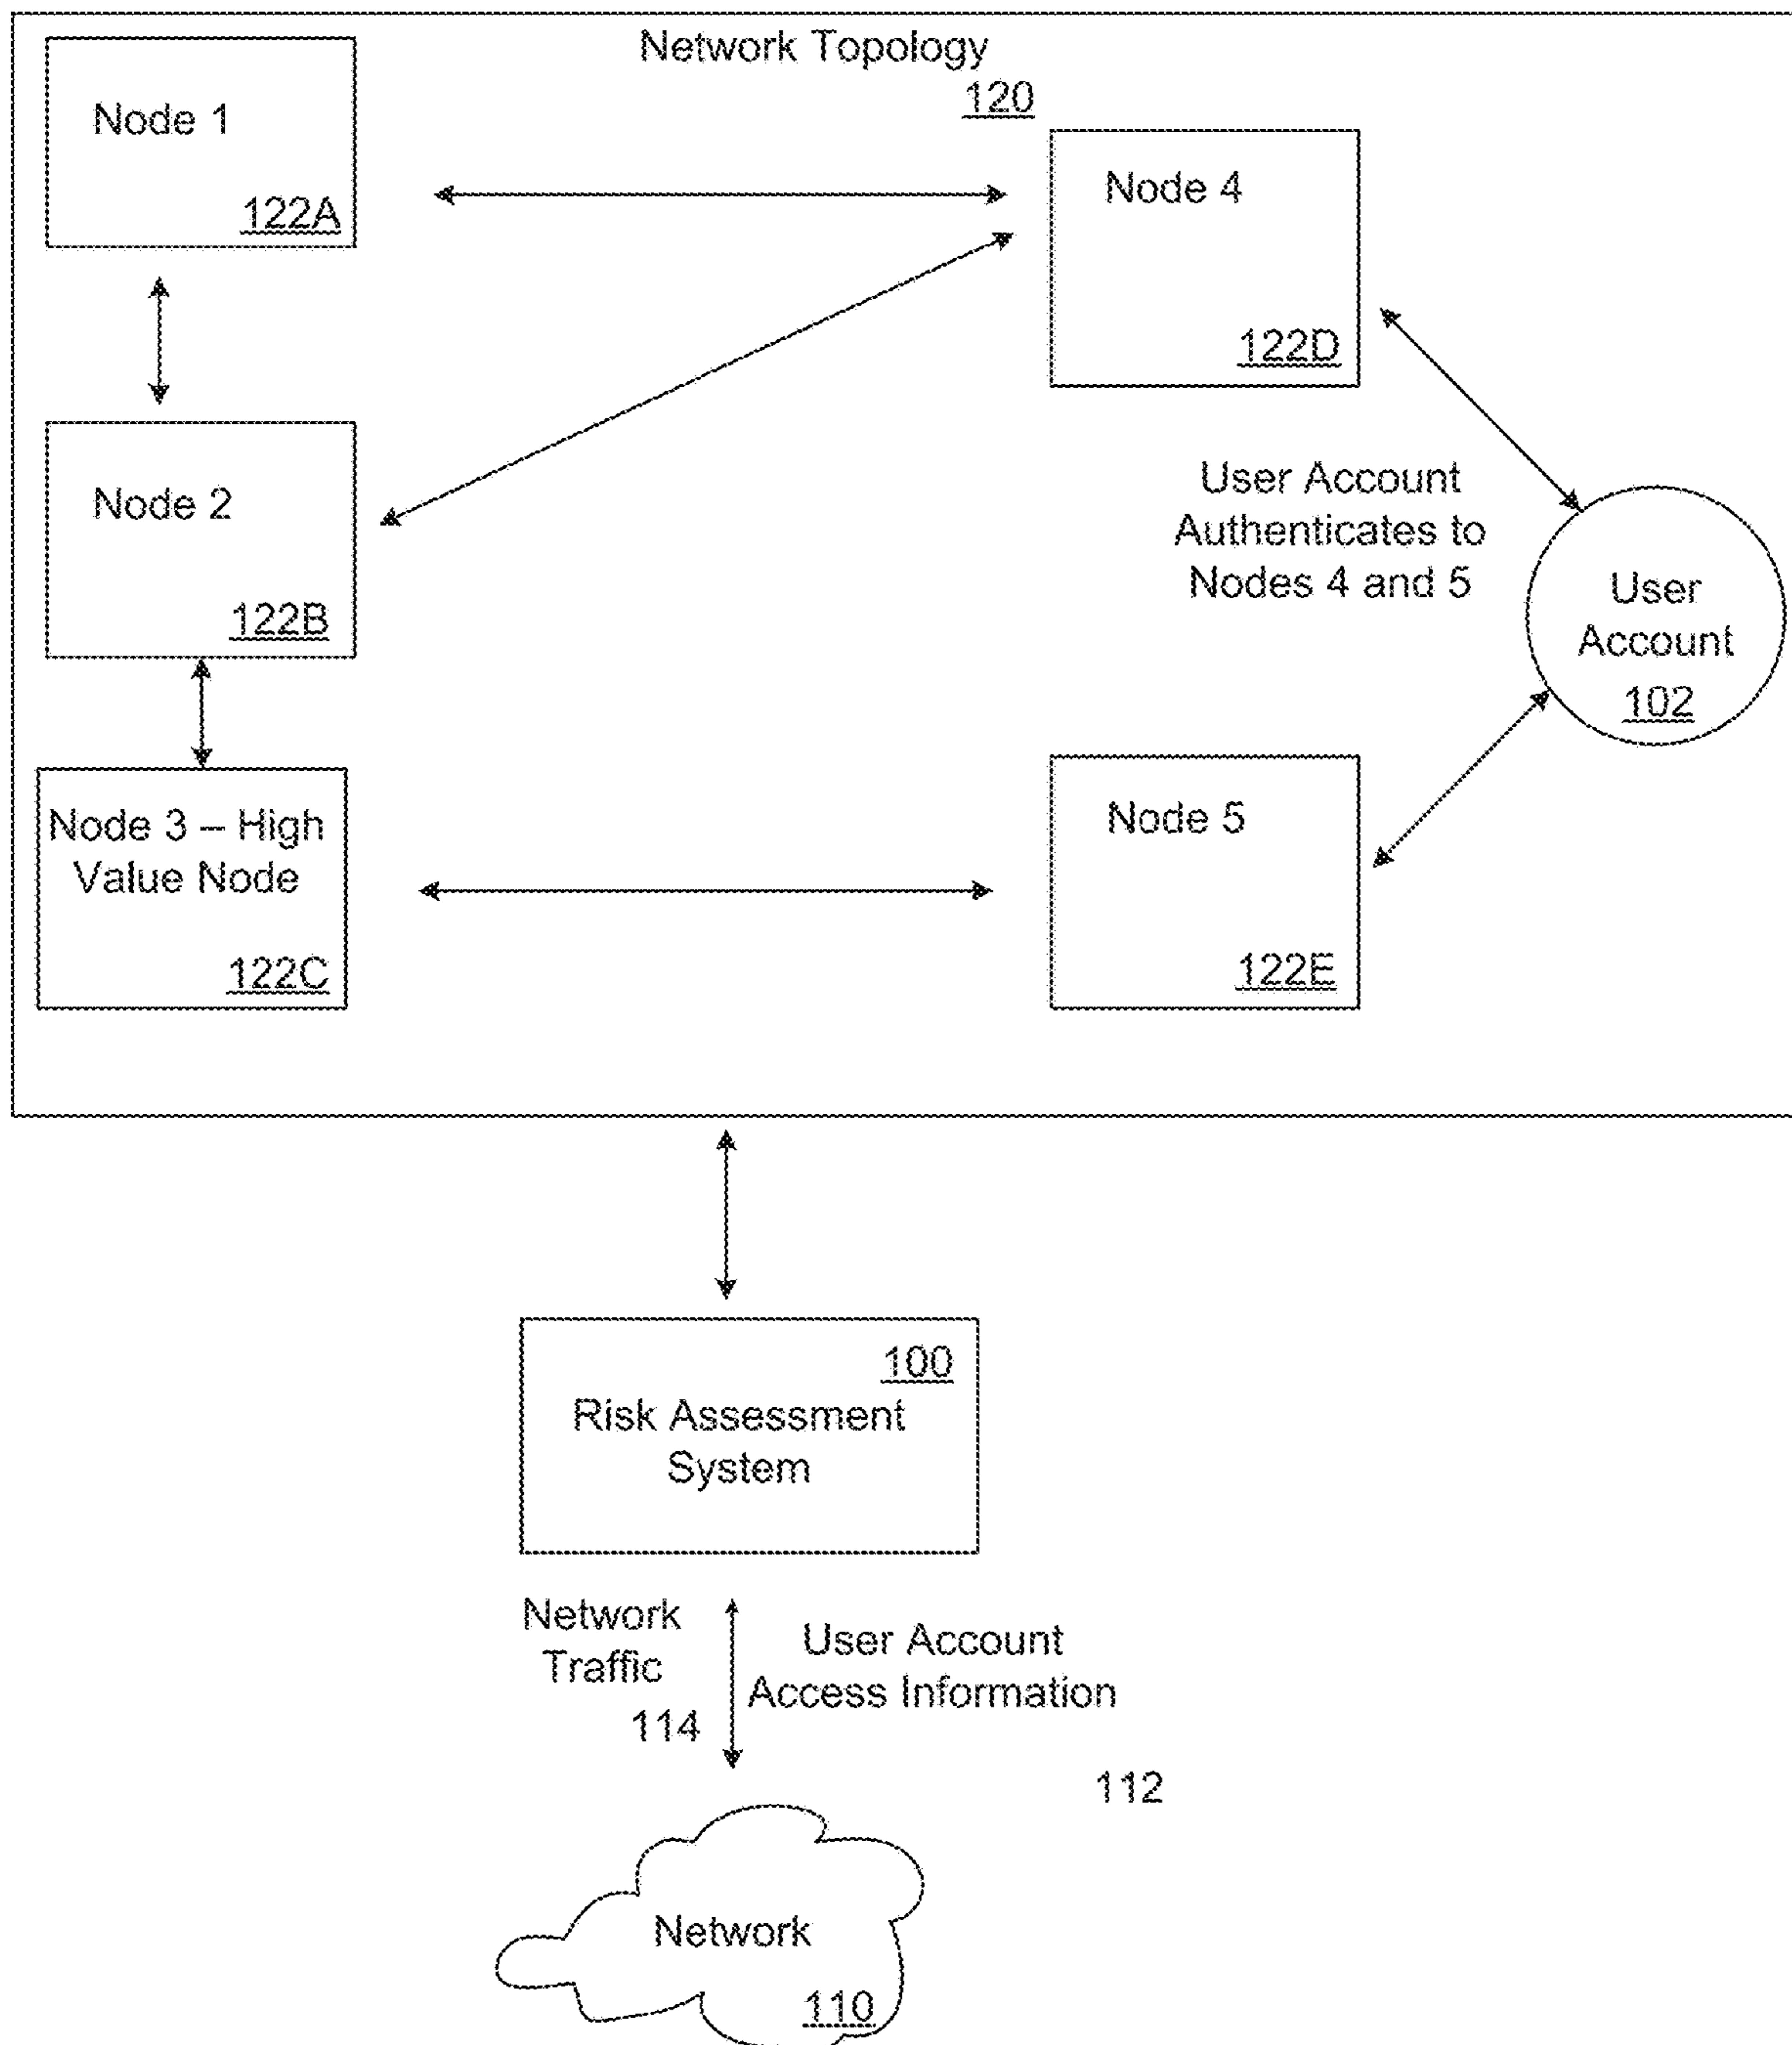 Network Topology
120
Node 1
122A
Node 4
122D
Node 2
122B
User Account
Authenticates to
Nodes 4 and 5
User
Account
102
Node 3 – High
Value Node
122C
Node 5
122E
100
Risk Assessment
System
Network
Traffic
114
User Account
Access Information
112
Network
110